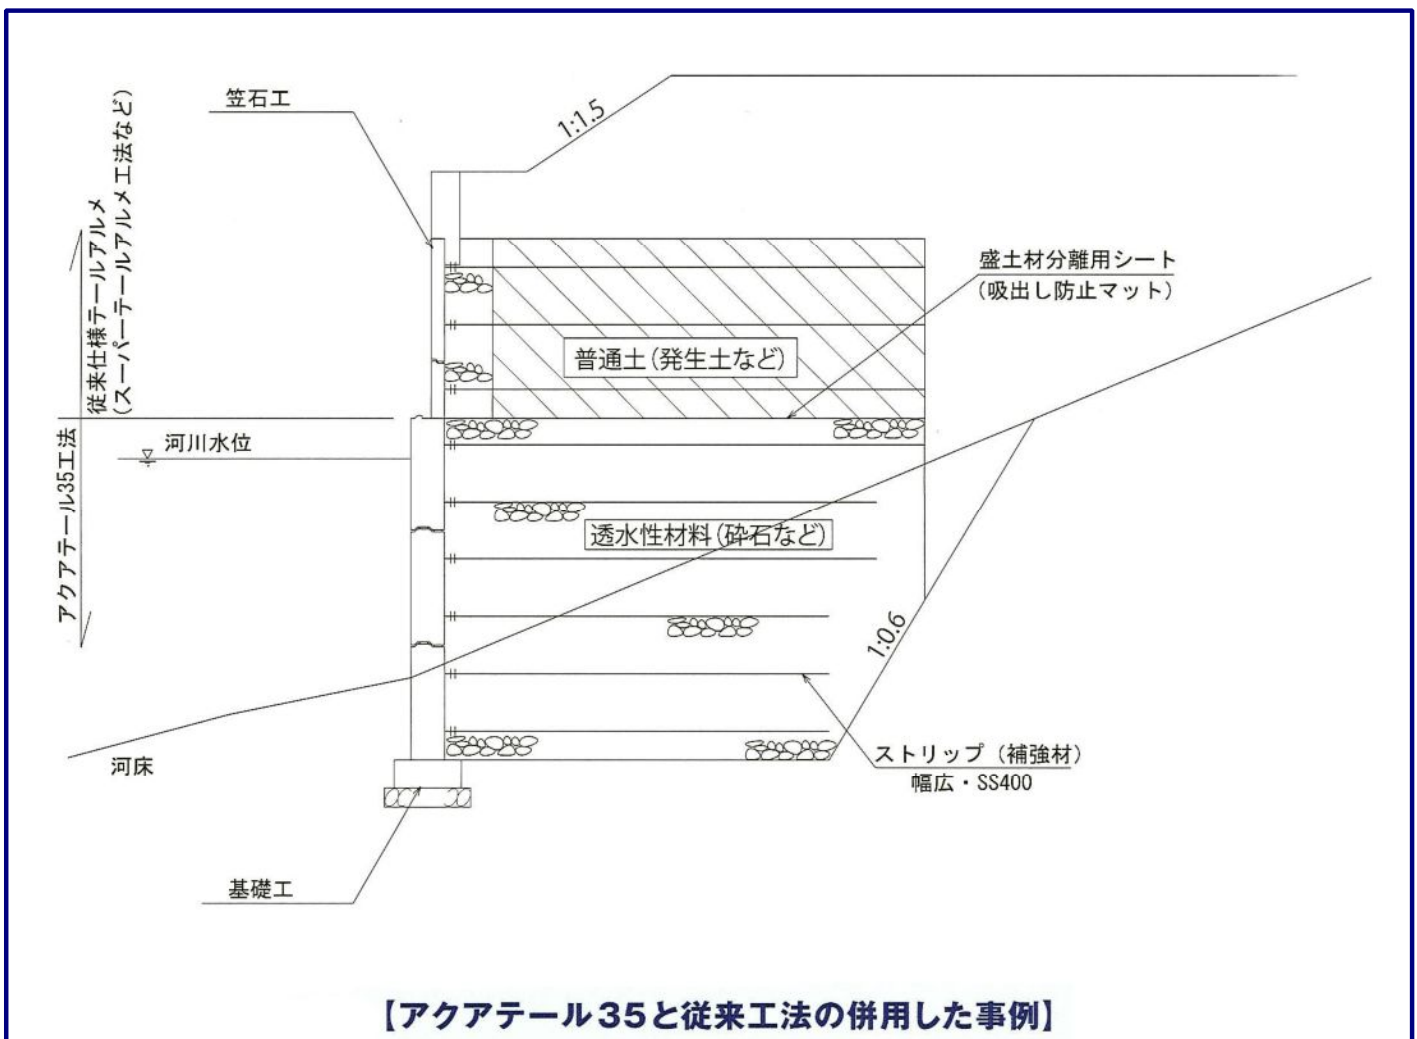 笠石工
1:1.5
従来仕様テールアルメ
(スーパーテールアルメ工法など)
盛土材分離用シート
(吸出し防止マット)
普通土(発生土など)
河川水位
アクアテール35工法
透水性材料(砕石など)
1:0.6
河床
ストリップ(補強材)
幅広・SS400
基礎工
【アクアテール35と従来工法の併用した事例】